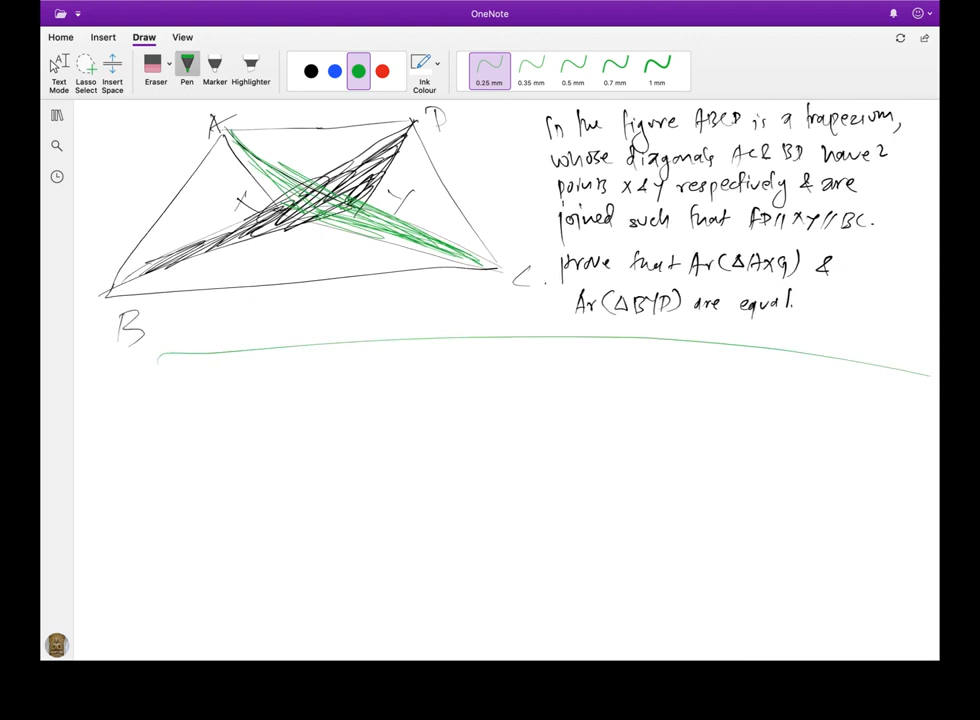 OneNote
Home Insert Draw View
Text Mode
Lasso Select
Insert Space
Eraser
Pen
Marker
Highlighter
Ink Colour
0.25 mm
0.35 mm
0.5 mm
0.7 mm
1 mm
A
D
X
Y
B
C
In the figure ABCD is a trapezium,
whose diagonals AC & BD have 2
points X & Y respectively & are
joined such that AD//XY//BC.
prove that Ar(ΔAXG) &
Ar(ΔBYD) are equal.